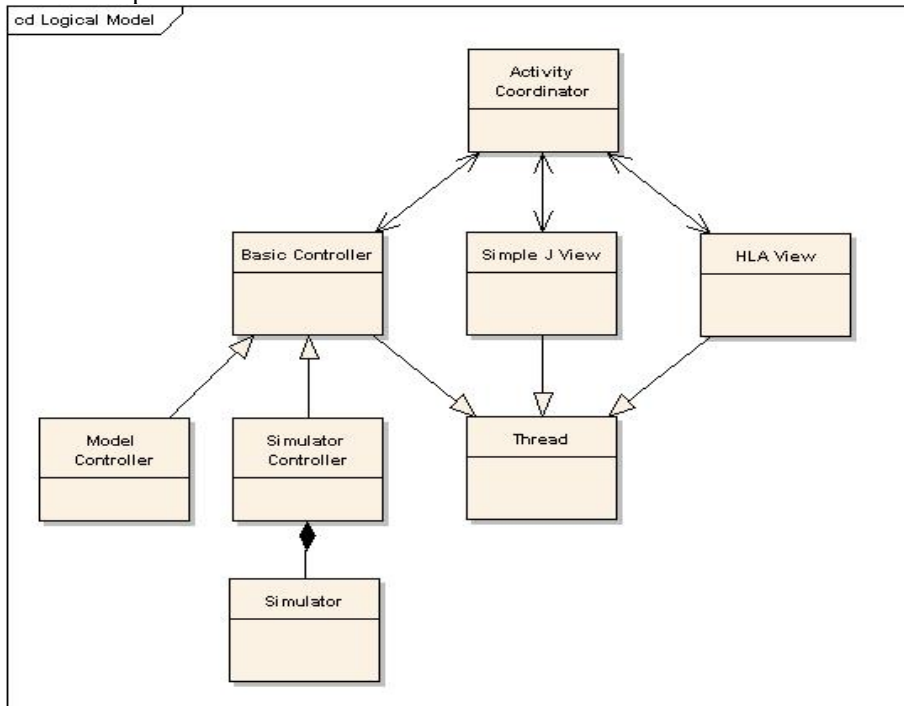 cd Logical Model
Activity
Coordinator
Basic Controller
Simple J View
HLA View
Model
Controller
Simulator
Controller
Thread
Simulator